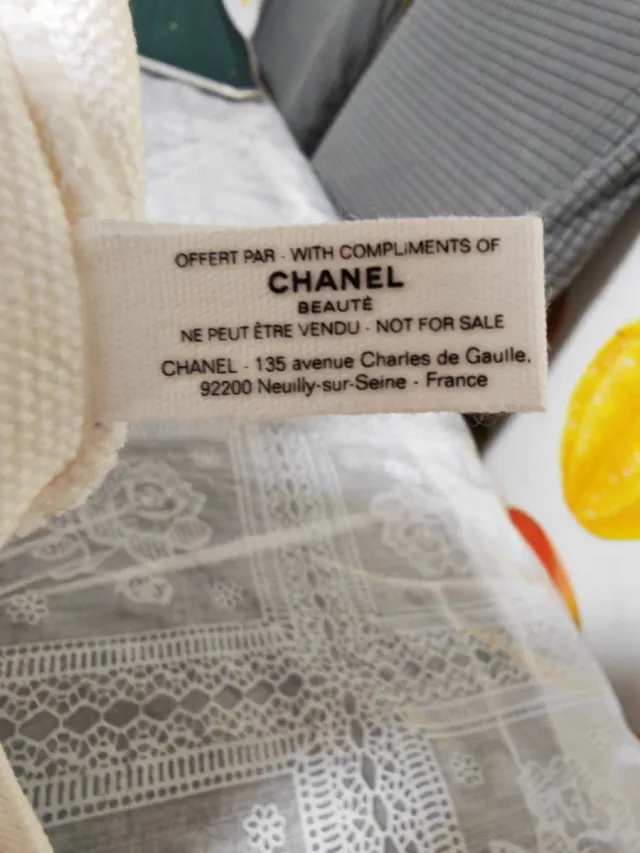 OFFERT PAR - WITH COMPLIMENTS OF
CHANEL
BEAUTÉ
NE PEUT ÊTRE VENDU - NOT FOR SALE
CHANEL - 135 avenue Charles de Gaulle.
92200 Neuilly-sur-Seine - France